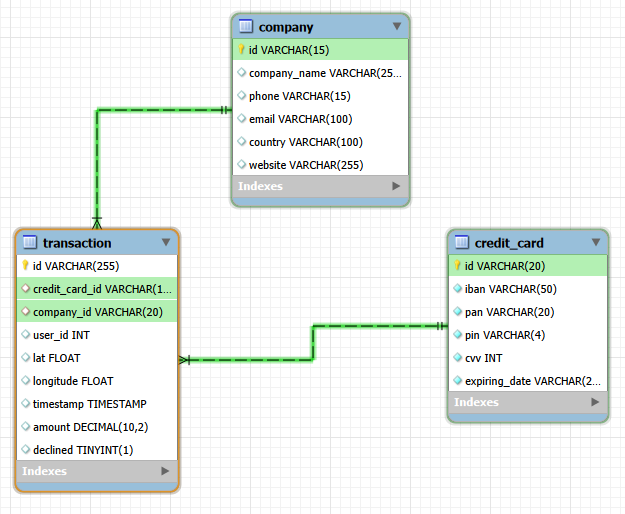 company
id VARCHAR(15)
company_name VARCHAR(25...
phone VARCHAR(15)
email VARCHAR(100)
country VARCHAR(100)
website VARCHAR(255)
Indexes
transaction
id VARCHAR(255)
credit_card_id VARCHAR(1...
company_id VARCHAR(20)
user_id INT
lat FLOAT
longitude FLOAT
timestamp TIMESTAMP
amount DECIMAL(10,2)
declined TINYINT(1)
Indexes
credit_card
id VARCHAR(20)
iban VARCHAR(50)
pan VARCHAR(20)
pin VARCHAR(4)
cvv INT
expiring_date VARCHAR(2...
Indexes